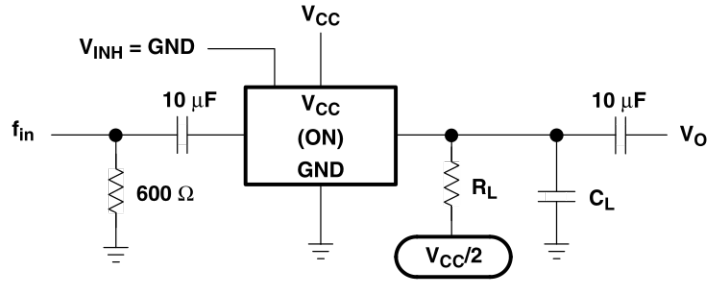 V_CC
V_INH = GND
10 μF
V_CC
10 μF
f_in
(ON)
V_O
GND
600 Ω
R_L
C_L
V_CC/2